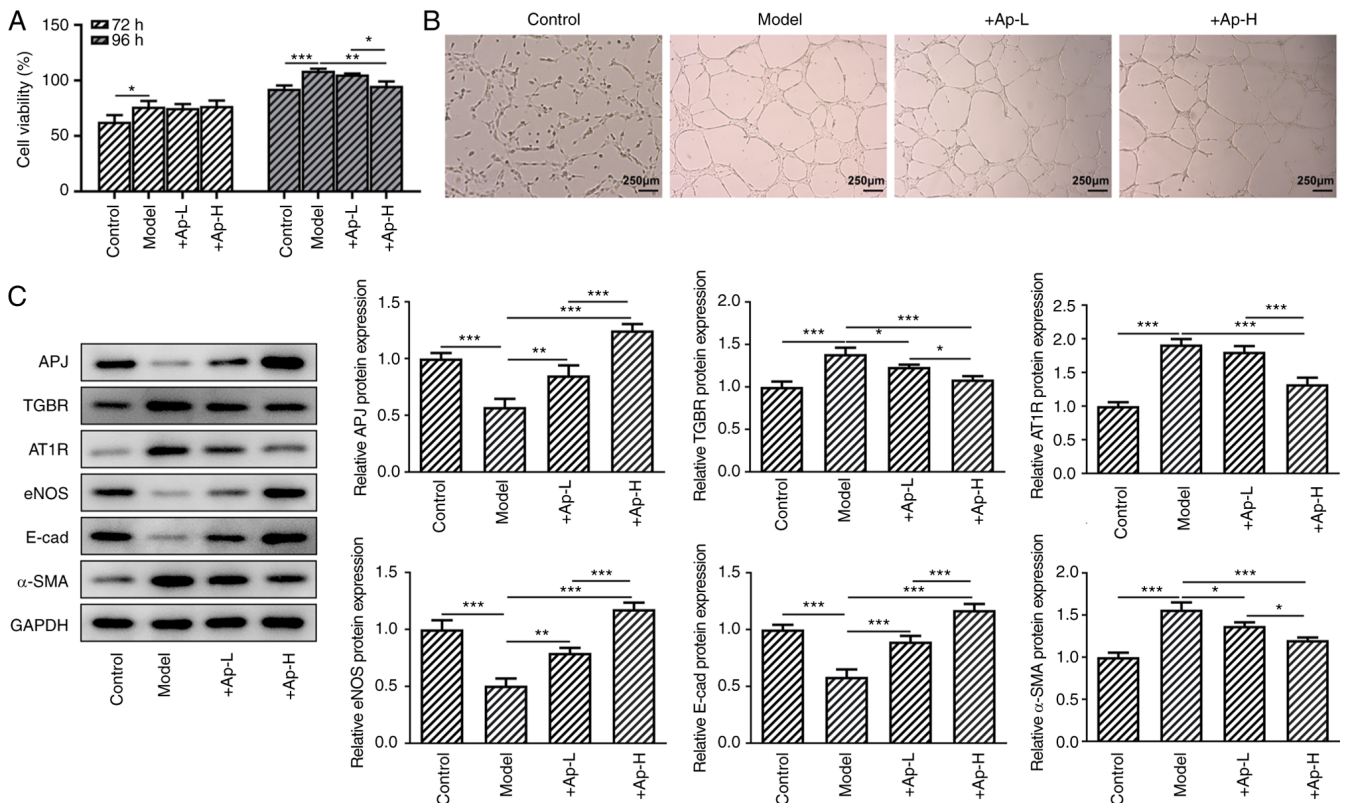 A
Cell viability (%)
150
100
50
0
72 h
96 h
*
***
**
*
Control
Model
+Ap-L
+Ap-H
Control
Model
+Ap-L
+Ap-H
B
Control
Model
+Ap-L
+Ap-H
250μm
250μm
250μm
250μm
C
APJ
TGBR
AT1R
eNOS
E-cad
α-SMA
GAPDH
Control
Model
+Ap-L
+Ap-H
Relative APJ protein expression
1.5
1.0
0.5
0.0
***
***
***
**
Control
Model
+Ap-L
+Ap-H
Relative TGBR protein expression
2.0
1.5
1.0
0.5
0.0
***
***
*
*
Control
Model
+Ap-L
+Ap-H
Relative AT1R protein expression
2.5
2.0
1.5
1.0
0.5
0.0
***
***
***
Control
Model
+Ap-L
+Ap-H
Relative eNOS protein expression
1.5
1.0
0.5
0.0
***
***
***
**
Control
Model
+Ap-L
+Ap-H
Relative E-cad protein expression
1.5
1.0
0.5
0.0
***
***
***
***
Control
Model
+Ap-L
+Ap-H
Relative α-SMA protein expression
2.0
1.5
1.0
0.5
0.0
***
***
*
*
Control
Model
+Ap-L
+Ap-H